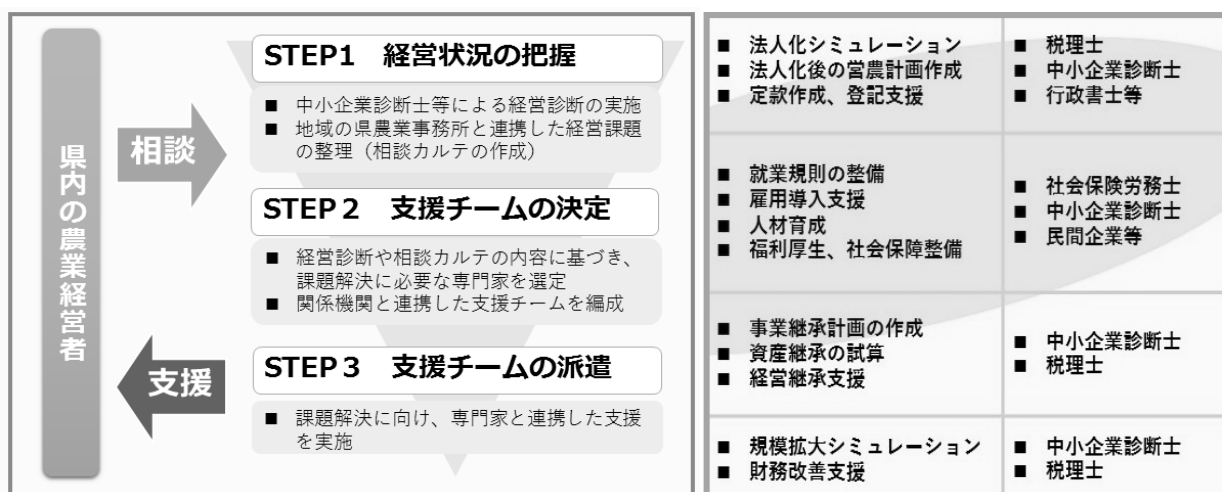 県内の農業経営者
相談
支援
STEP1 経営状況の把握
■ 中小企業診断士等による経営診断の実施
■ 地域の県農業事務所と連携した経営課題
の整理（相談カルテの作成）
STEP２ 支援チームの決定
■ 経営診断や相談カルテの内容に基づき、
課題解決に必要な専門家を選定
■ 関係機関と連携した支援チームを編成
STEP３ 支援チームの派遣
■ 課題解決に向け、専門家と連携した支援
を実施
■ 法人化シミュレーション
■ 法人化後の営農計画作成
■ 定款作成、登記支援
■ 税理士
■ 中小企業診断士
■ 行政書士等
■ 就業規則の整備
■ 雇用導入支援
■ 人材育成
■ 福利厚生、社会保障整備
■ 社会保険労務士
■ 中小企業診断士
■ 民間企業等
■ 事業継承計画の作成
■ 資産継承の試算
■ 経営継承支援
■ 中小企業診断士
■ 税理士
■ 規模拡大シミュレーション
■ 財務改善支援
■ 中小企業診断士
■ 税理士